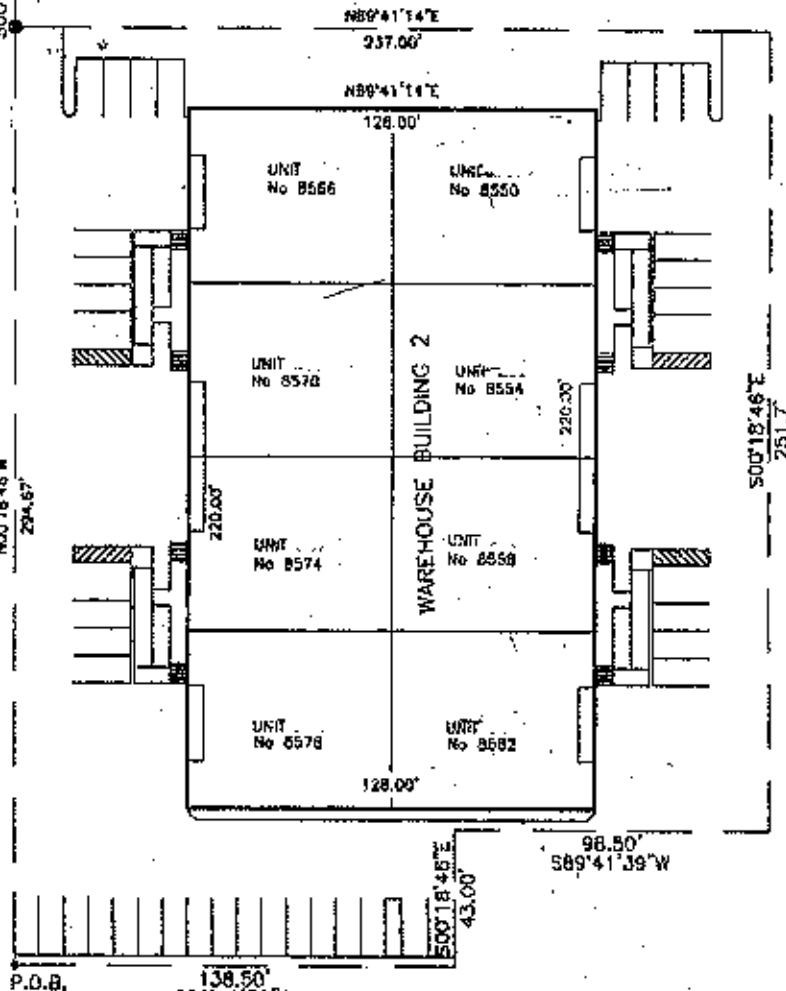 N89°41'14"E
237.00'
N89°41'14"E
126.00'
UNIT
No 8566
No 8550
UNIT
No 8570
UNIT
No 8554
WAREHOUSE BUILDING 2
220.00'
220.00'
S00°18'46"E
251.7
294.67'
UNIT
No 8574
UNIT
No 8558
UNIT
No 8578
UNIT
No 8562
128.00'
98.50'
S89°41'39"W
S00°18'46"E
43.00'
P.O.B.
138.50'